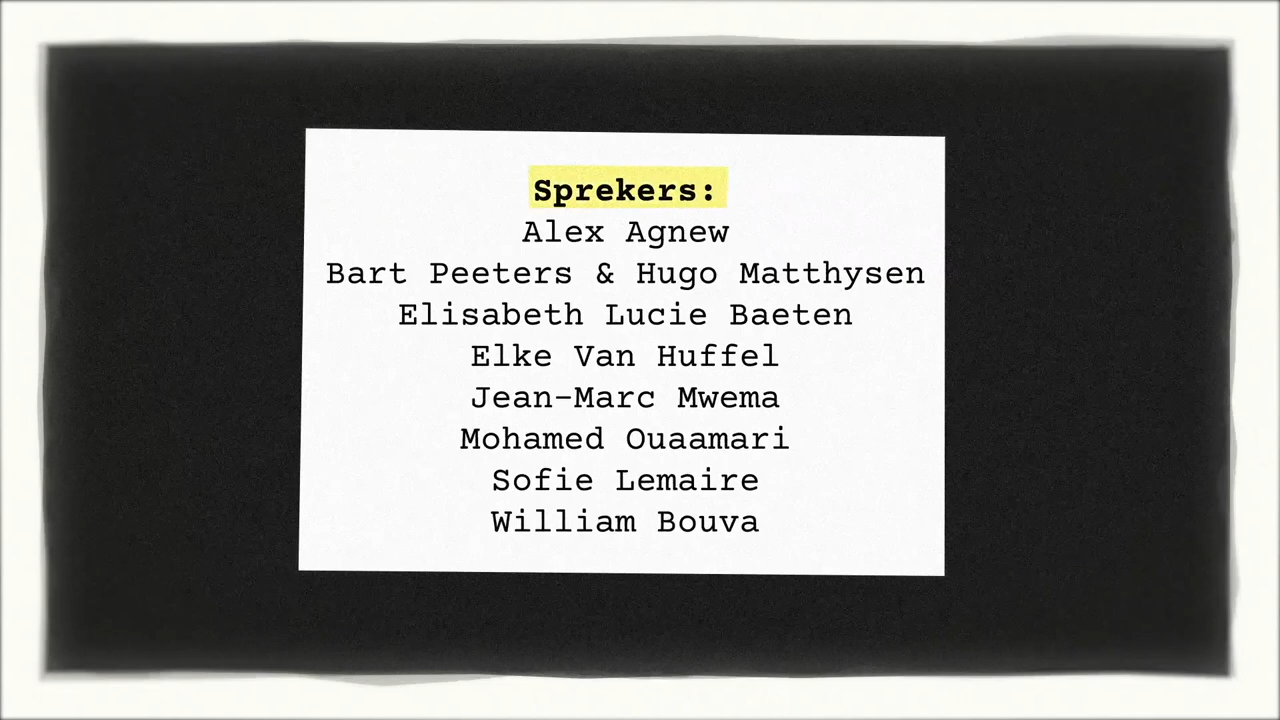 Sprekers:
Alex Agnew
Bart Peeters & Hugo Matthysen
Elisabeth Lucie Baeten
Elke Van Huffel
Jean-Marc Mwema
Mohamed Ouaamari
Sofie Lemaire
William Bouva